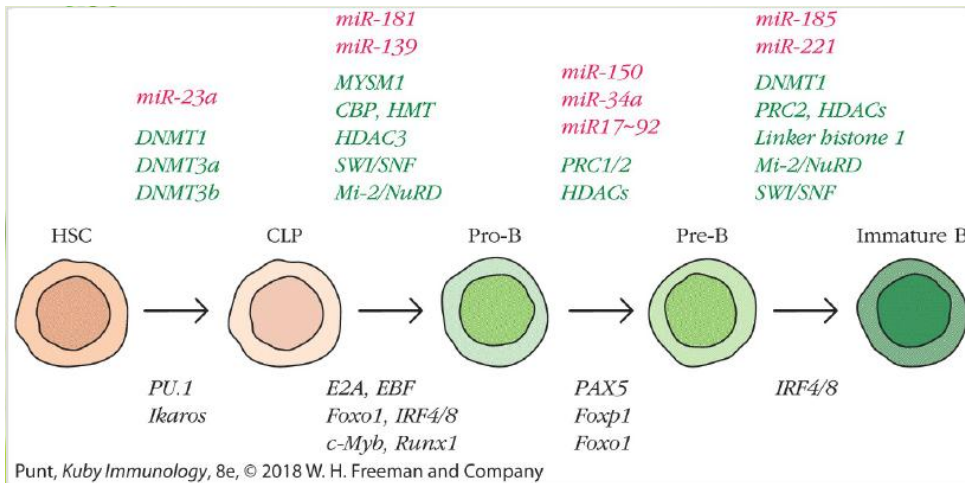 miR-181
miR-139
miR-185
miR-221
miR-23a
miR-150
miR-34a
miR17~92
DNMT1
DNMT3a
DNMT3b
MYSM1
CBP, HMT
HDAC3
SWI/SNF
Mi-2/NuRD
PRC1/2
HDACs
DNMT1
PRC2, HDACs
Linker histone 1
Mi-2/NuRD
SWI/SNF
HSC
CLP
Pro-B
Pre-B
Immature B
PU.1
Ikaros
E2A, EBF
Foxo1, IRF4/8
c-Myb, Runx1
PAX5
Foxp1
Foxo1
IRF4/8
Punt, Kuby Immunology, 8e, © 2018 W. H. Freeman and Company